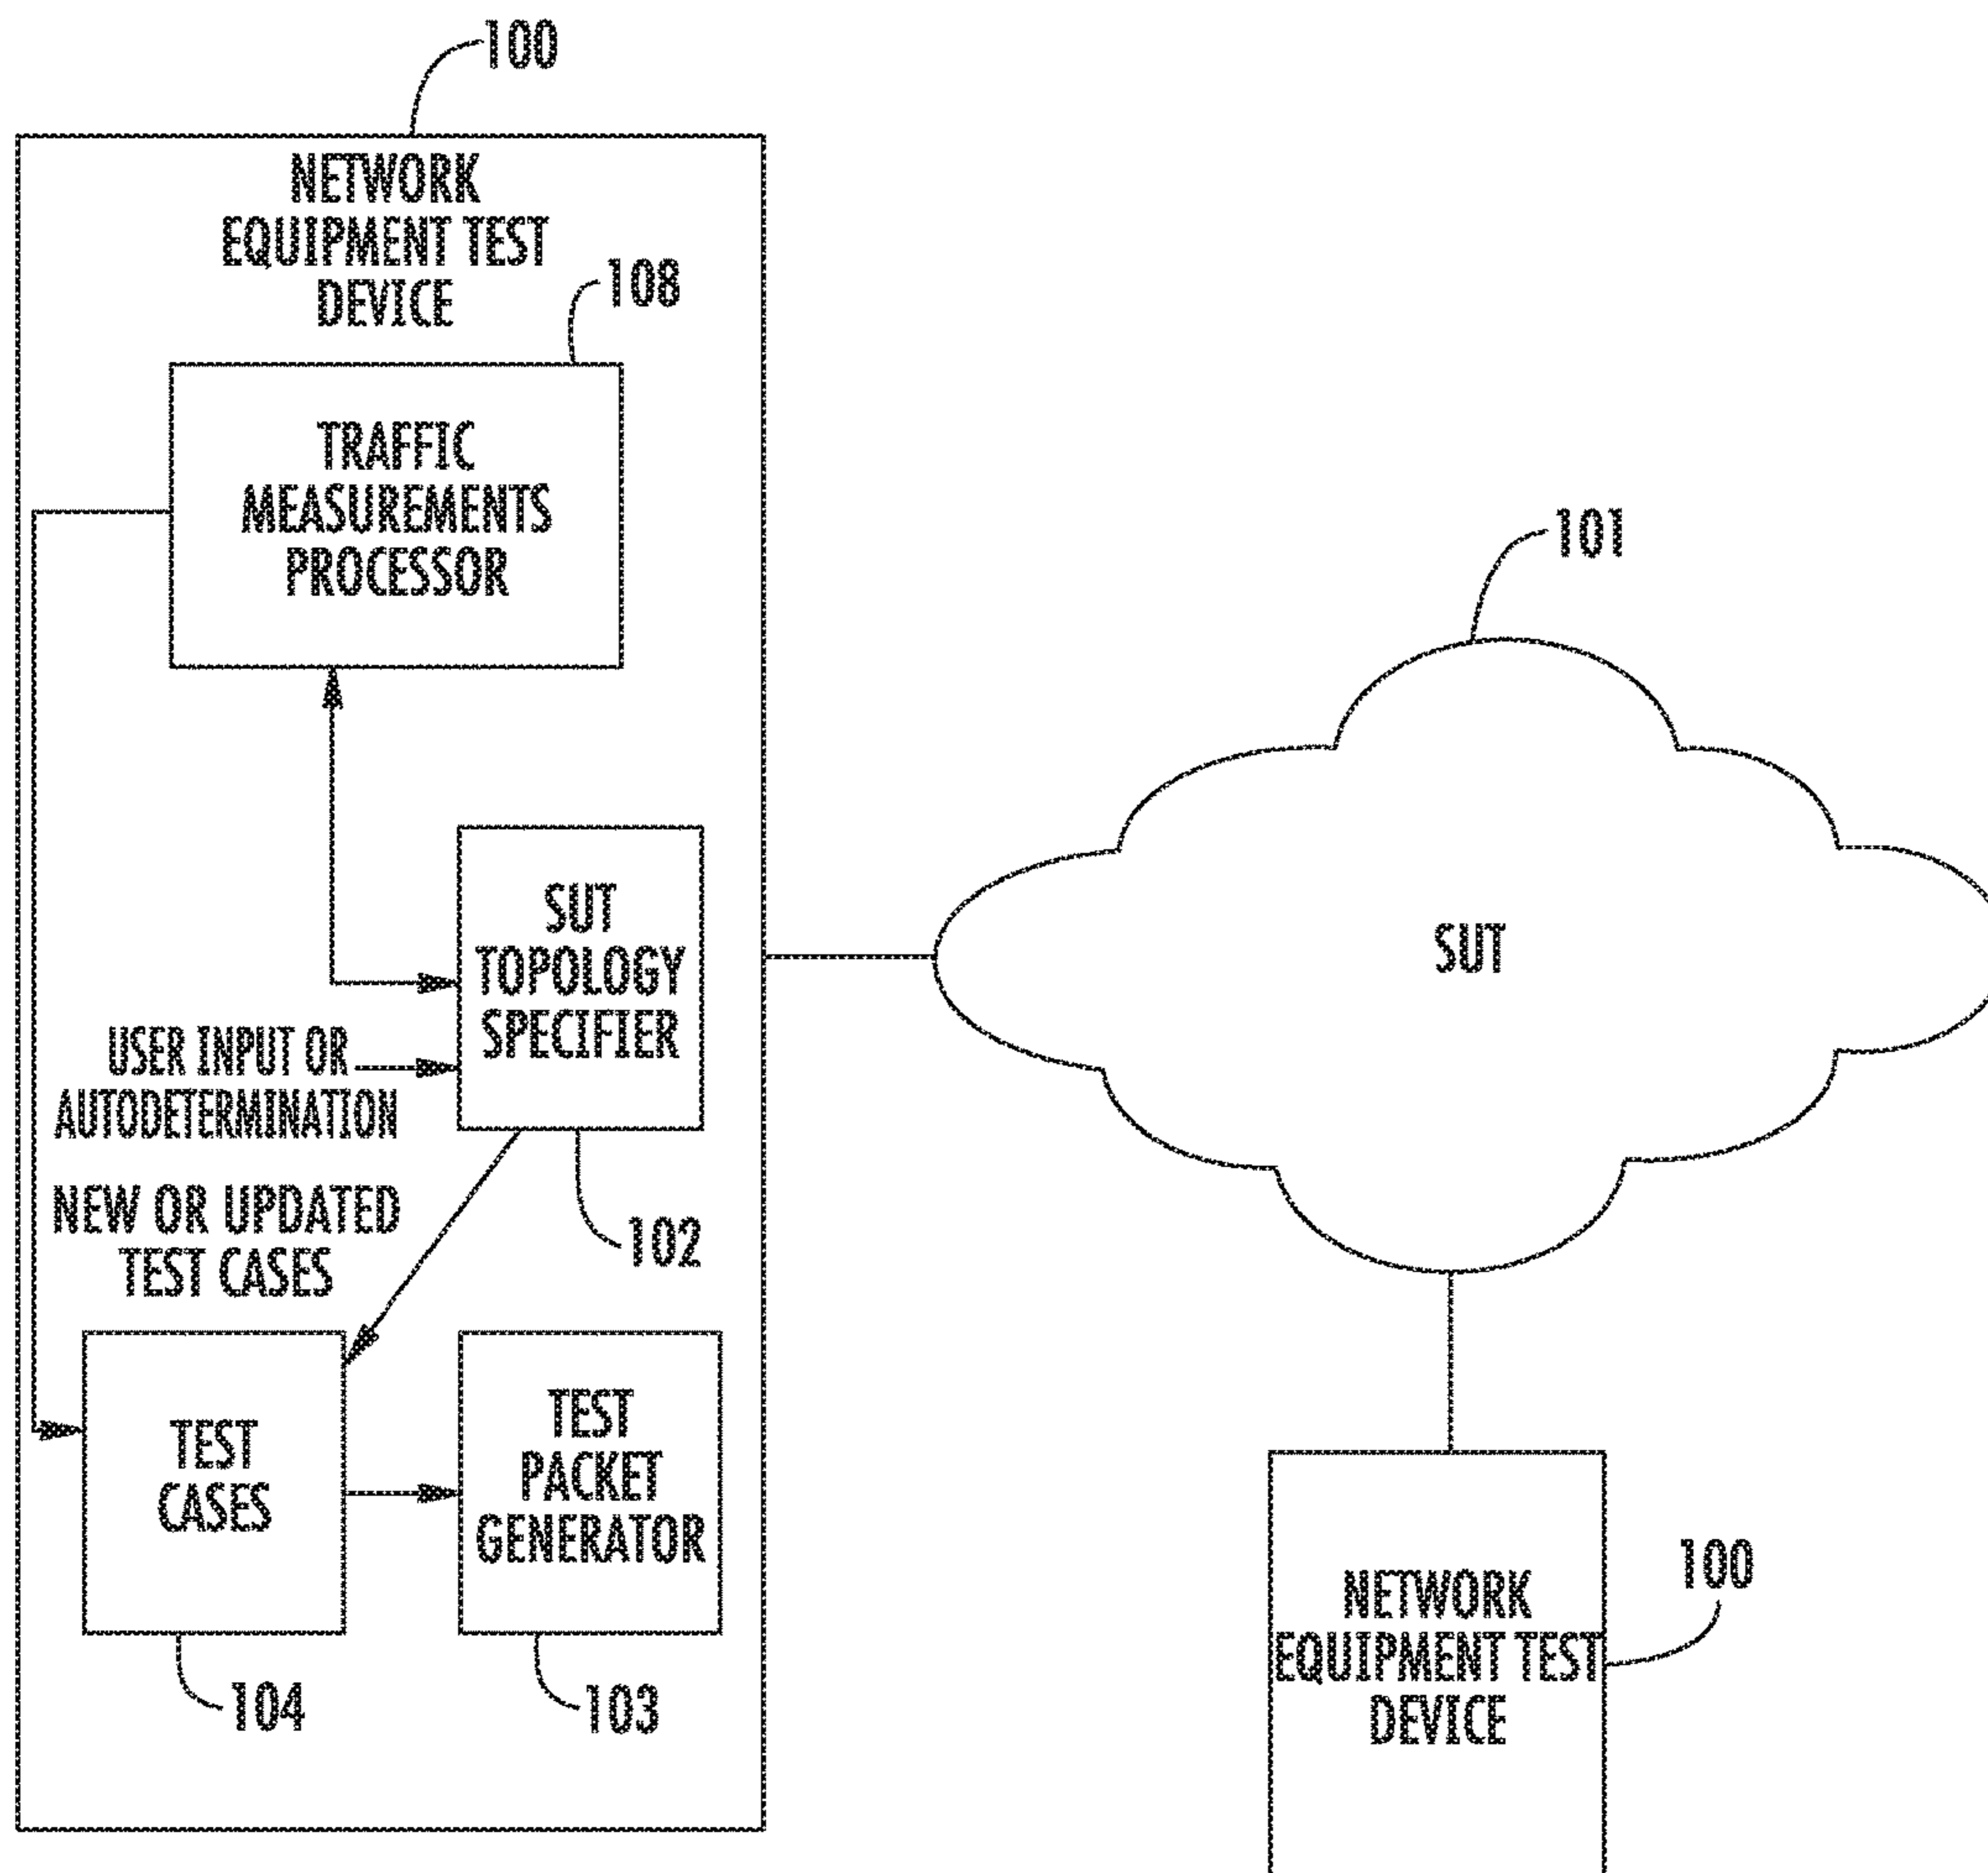 100
NETWORK
EQUIPMENT TEST
DEVICE
108
TRAFFIC
MEASUREMENTS
PROCESSOR
101
SUT
TOPOLOGY
SPECIFIER
SUT
USER INPUT OR
AUTODETERMINATION
NEW OR UPDATED
TEST CASES
102
TEST
CASES
TEST
PACKET
GENERATOR
104
103
NETWORK
EQUIPMENT TEST
DEVICE
100